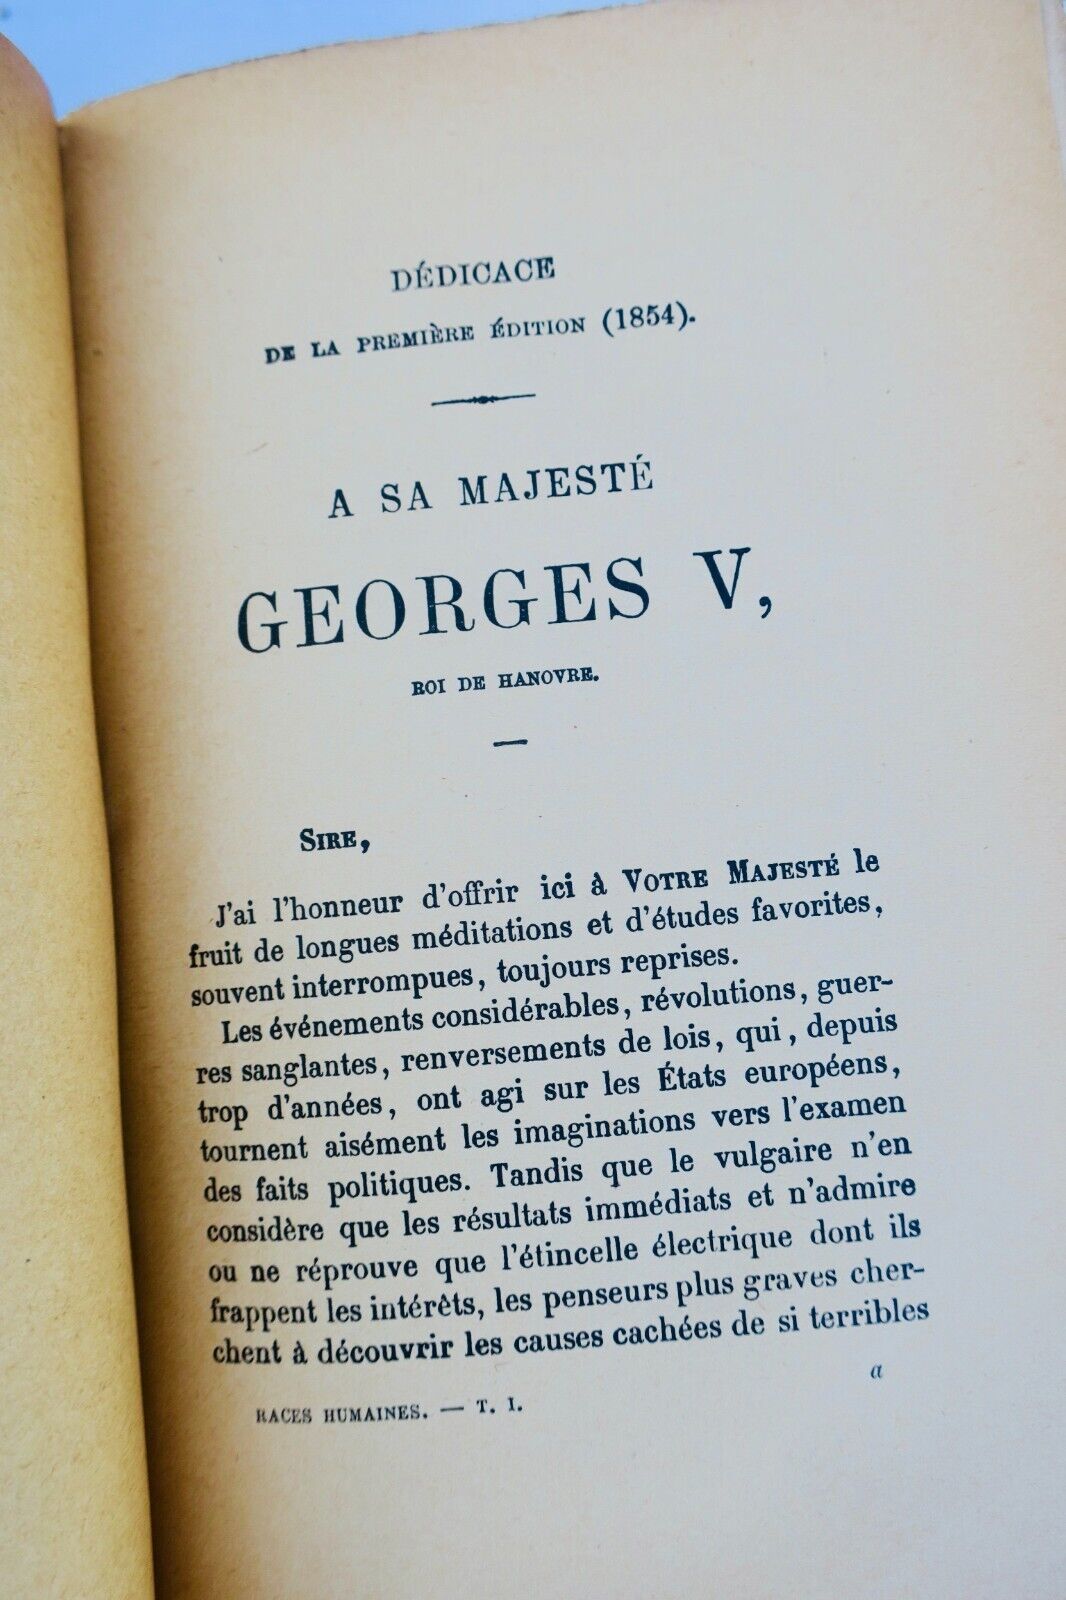 DÉDICACE
DE LA PREMIÈRE ÉDITION (1854).
A SA MAJESTÉ
GEORGES V,
ROI DE HANOVRE.
SIRE,
J'ai l'honneur d'offrir ici à VOTRE MAJESTÉ le
fruit de longues méditations et d'études favorites,
souvent interrompues, toujours reprises.
Les événements considérables, révolutions, guer-
res sanglantes, renversements de lois, qui, depuis
trop d'années, ont agi sur les États européens,
tournent aisément les imaginations vers l'examen
des faits politiques. Tandis que le vulgaire n'en
considère que les résultats immédiats et n'admire
ou ne réprouve que l'étincelle électrique dont ils
frappent les intérêts, les penseurs plus graves cher-
chent à découvrir les causes cachées de si terribles
a
RACES HUMAINES. — T. I.